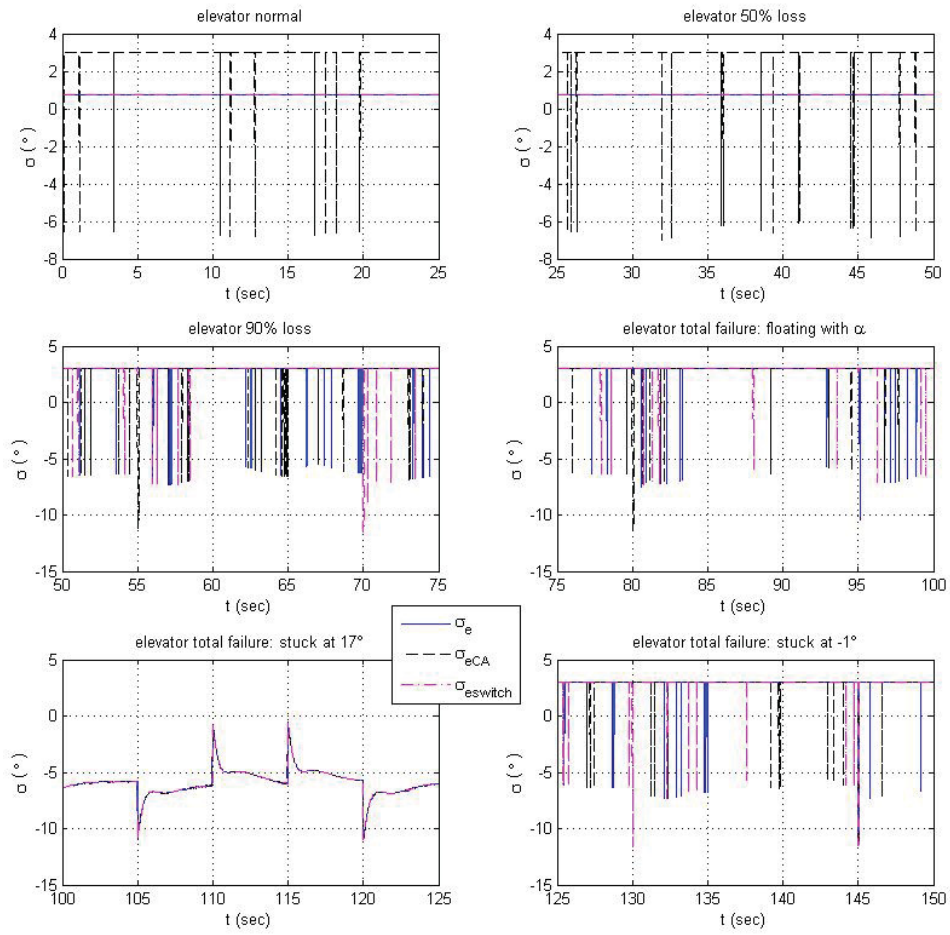 elevator normal
4
2
0
-2
-4
-6
-8
σ ( ° )
0 5 10 15 20 25
t (sec)
elevator 50% loss
4
2
0
-2
-4
-6
-8
σ ( ° )
25 30 35 40 45 50
t (sec)
elevator 90% loss
5
0
-5
-10
-15
σ ( ° )
50 55 60 65 70 75
t (sec)
elevator total failure: floating with α
5
0
-5
-10
-15
σ ( ° )
75 80 85 90 95 100
t (sec)
σe
σeCA
σeswitch
elevator total failure: stuck at 17°
5
0
-5
-10
-15
σ ( ° )
100 105 110 115 120 125
t (sec)
elevator total failure: stuck at -1°
5
0
-5
-10
-15
σ ( ° )
125 130 135 140 145 150
t (sec)